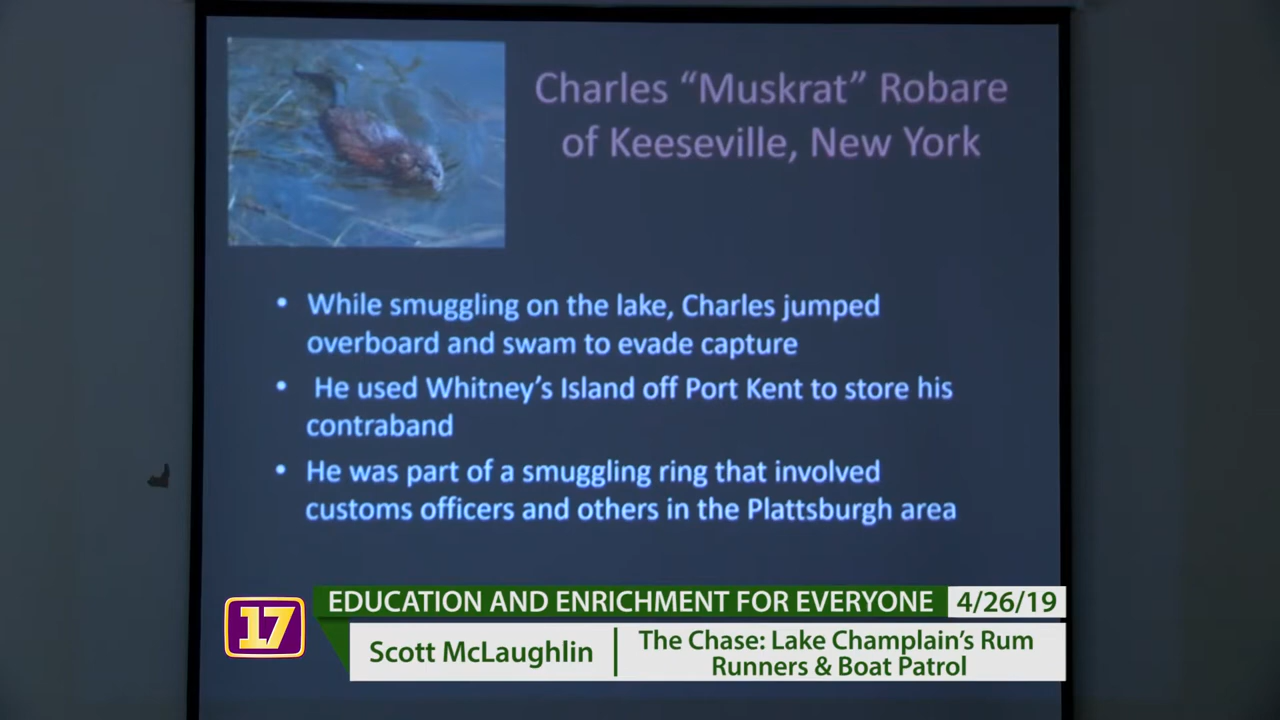 Charles “Muskrat” Robare
of Keeseville, New York
• While smuggling on the lake, Charles jumped
overboard and swam to evade capture
• He used Whitney’s Island off Port Kent to store his
contraband
• He was part of a smuggling ring that involved
customs officers and others in the Plattsburgh area
17
EDUCATION AND ENRICHMENT FOR EVERYONE 4/26/19
Scott McLaughlin
The Chase: Lake Champlain’s Rum
Runners & Boat Patrol